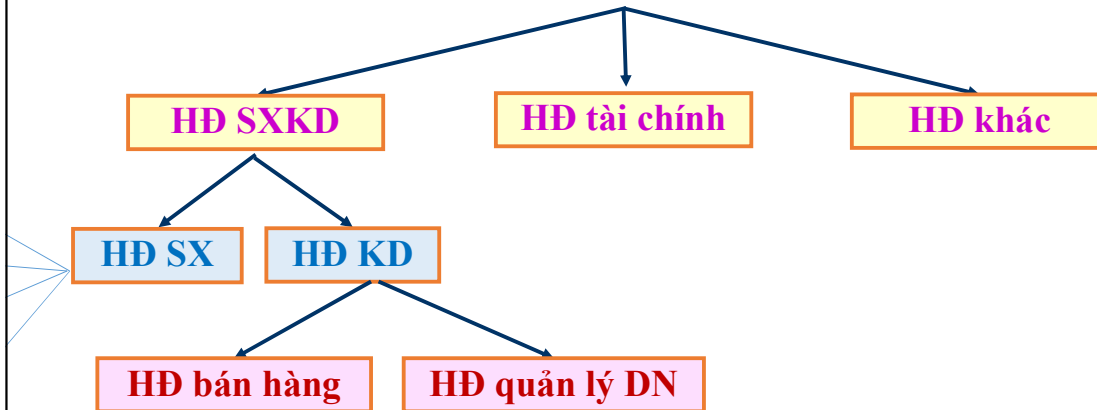 HĐ SXKD
HĐ tài chính
HĐ khác
HĐ SX
HĐ KD
HĐ bán hàng
HĐ quản lý DN